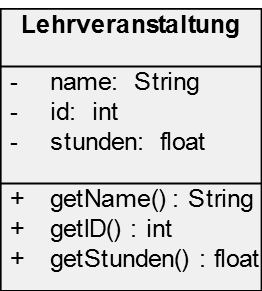 Lehrveranstaltung
- name: String
- id: int
- stunden: float
+ getName() : String
+ getID() : int
+ getStunden() : float